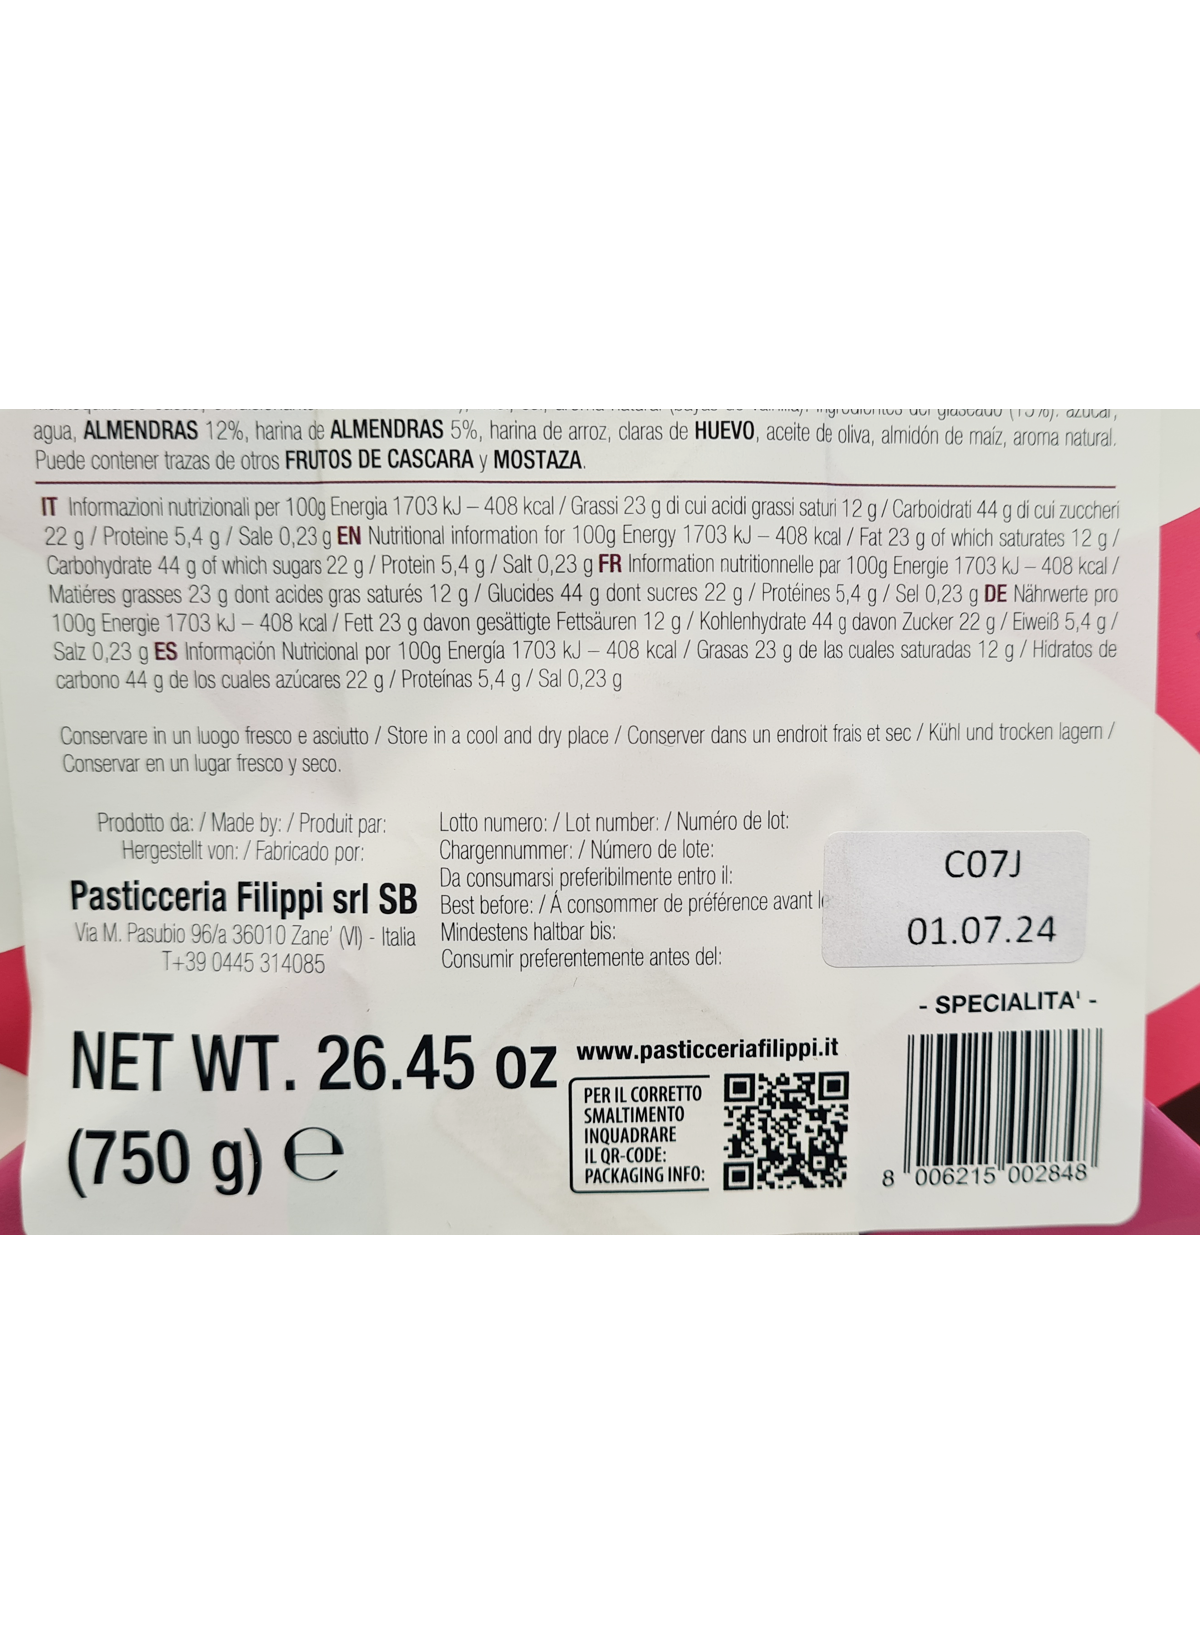 agua, ALMENDRAS 12%, harina de ALMENDRAS 5%, harina de arroz, claras de HUEVO, aceite de oliva, almidón de maíz, aroma natural.
Puede contener trazas de otros FRUTOS DE CASCARA y MOSTAZA.
IT Informazioni nutrizionali per 100g Energia 1703 kJ – 408 kcal / Grassi 23 g di cui acidi grassi saturi 12 g / Carboidrati 44 g di cui zuccheri
22 g / Proteine 5,4 g / Sale 0,23 g EN Nutritional information for 100g Energy 1703 kJ – 408 kcal / Fat 23 g of which saturates 12 g /
Carbohydrate 44 g of which sugars 22 g / Protein 5,4 g / Salt 0,23 g FR Information nutritionnelle par 100g Energie 1703 kJ – 408 kcal /
Matiéres grasses 23 g dont acides gras saturés 12 g / Glucides 44 g dont sucres 22 g / Protéines 5,4 g / Sel 0,23 g DE Nährwerte pro
100g Energie 1703 kJ – 408 kcal / Fett 23 g davon gesättigte Fettsäuren 12 g / Kohlenhydrate 44 g davon Zucker 22 g / Eiweiß 5,4 g /
Salz 0,23 g ES Información Nutricional por 100g Energía 1703 kJ – 408 kcal / Grasas 23 g de las cuales saturadas 12 g / Hidratos de
carbono 44 g de los cuales azúcares 22 g / Proteínas 5,4 g / Sal 0,23 g
Conservare in un luogo fresco e asciutto / Store in a cool and dry place / Conserver dans un endroit frais et sec / Kühl und trocken lagern /
Conservar en un lugar fresco y seco.
Prodotto da: / Made by: / Produit par:
Hergestellt von: / Fabricado por:
Pasticceria Filippi srl SB
Via M. Pasubio 96/a 36010 Zane' (VI) - Italia
T+39 0445 314085
Lotto numero: / Lot number: / Numéro de lot:
Chargennummer: / Número de lote:
Da consumarsi preferibilmente entro il:
Best before: / Á consommer de préférence avant le
Mindestens haltbar bis:
Consumir preferentemente antes del:
C07J
01.07.24
- SPECIALITA' -
NET WT. 26.45 oz
(750 g) ℮
www.pasticceriafilippi.it
PER IL CORRETTO
SMALTIMENTO
INQUADRARE
IL QR-CODE:
PACKAGING INFO:
8 006215 002848